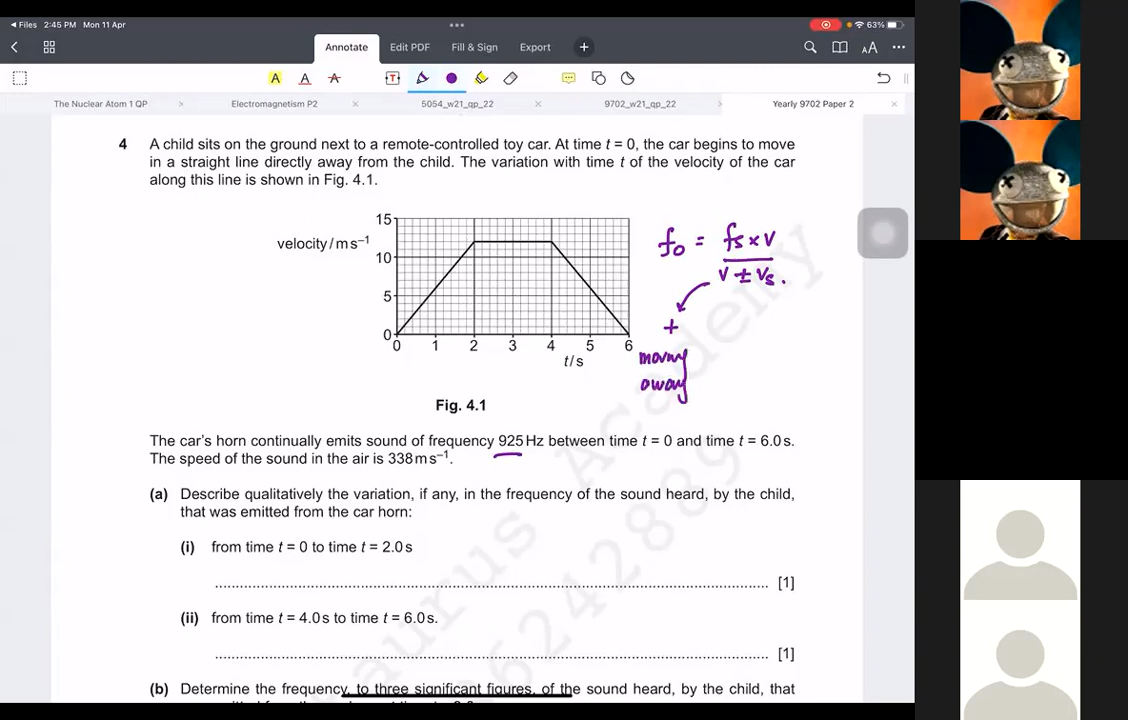 Files 2:45 PM Mon 11 Apr
63%
Annotate Edit PDF Fill & Sign Export
AA
A A A T
The Nuclear Atom 1 QP Electromagnetism P2 5054_w21_qp_22 9702_w21_qp_22 Yearly 9702 Paper 2
4 A child sits on the ground next to a remote-controlled toy car. At time t = 0, the car begins to move
in a straight line directly away from the child. The variation with time t of the velocity of the car
along this line is shown in Fig. 4.1.
velocity / m s⁻¹
15
10
5
0
0 1 2 3 4 5 6
t / s
Fig. 4.1
fo = fs × v
v ± vs.
+
moving
away
The car's horn continually emits sound of frequency 925 Hz between time t = 0 and time t = 6.0 s.
The speed of the sound in the air is 338 m s⁻¹.
(a) Describe qualitatively the variation, if any, in the frequency of the sound heard, by the child,
that was emitted from the car horn:
(i) from time t = 0 to time t = 2.0 s
[1]
(ii) from time t = 4.0 s to time t = 6.0 s.
[1]
(b) Determine the frequency, to three significant figures, of the sound heard, by the child, that